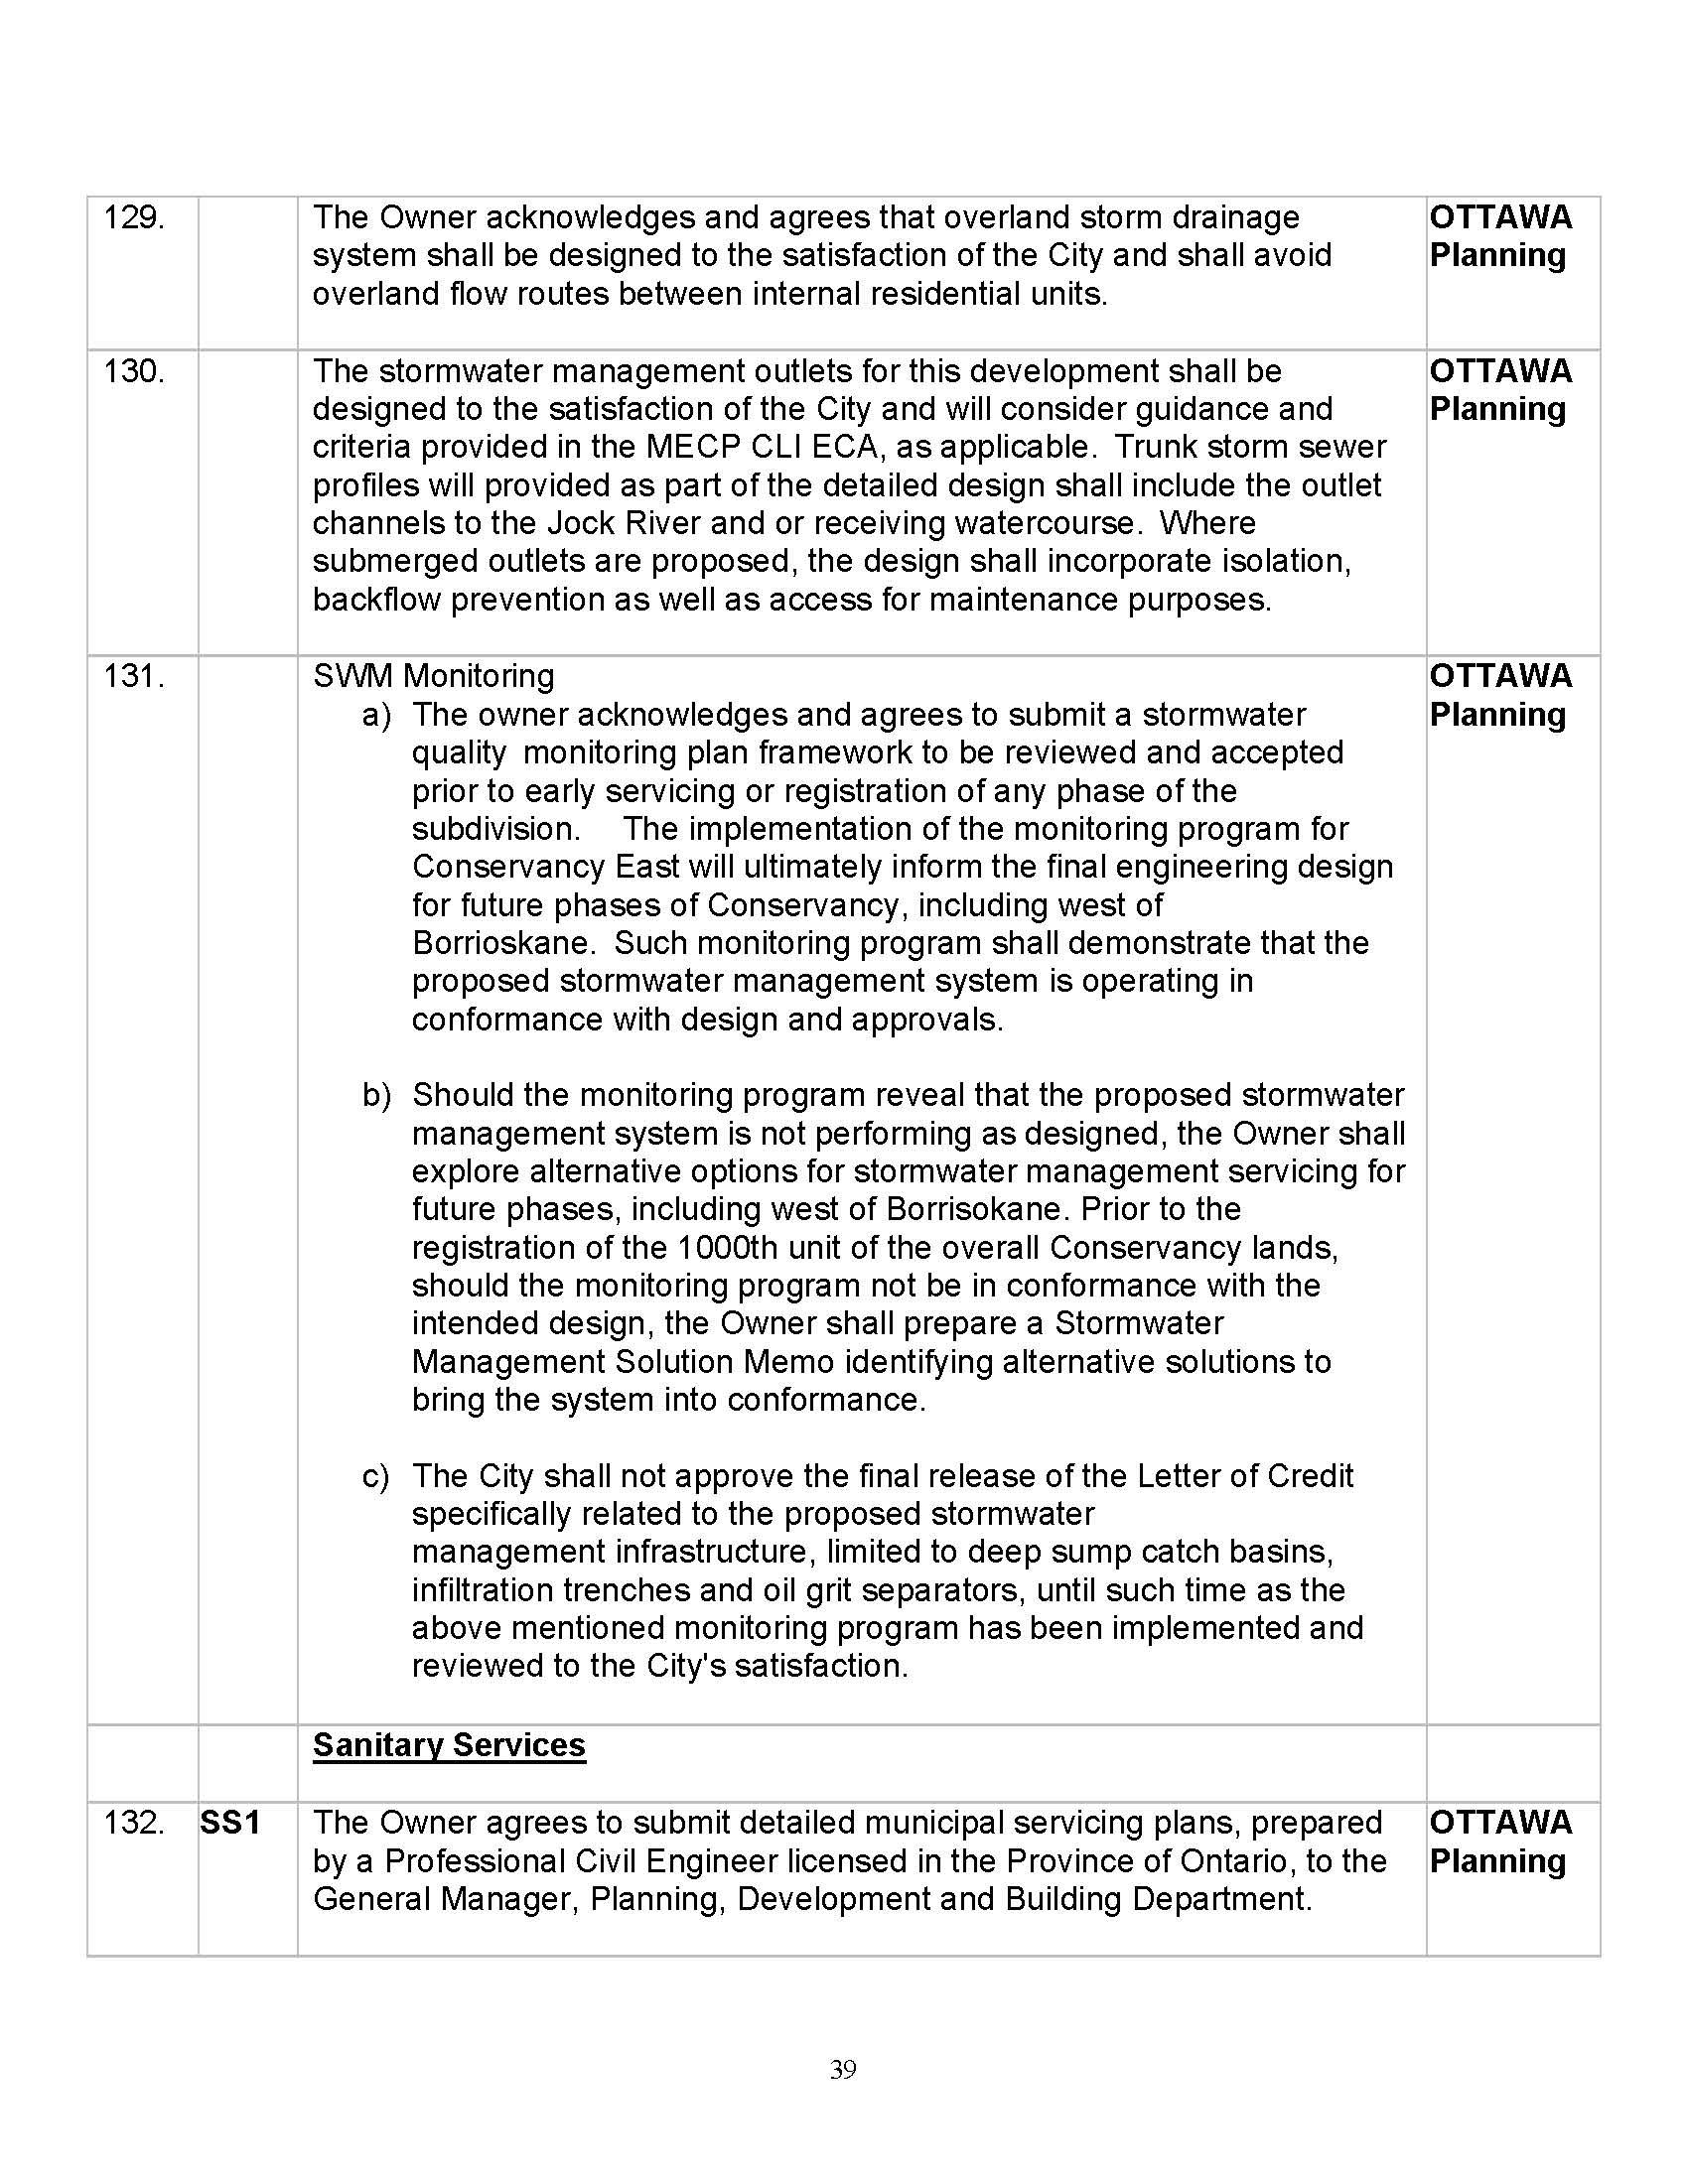 129.
The Owner acknowledges and agrees that overland storm drainage
system shall be designed to the satisfaction of the City and shall avoid
overland flow routes between internal residential units.
OTTAWA
Planning
130.
The stormwater management outlets for this development shall be
designed to the satisfaction of the City and will consider guidance and
criteria provided in the MECP CLI ECA, as applicable.  Trunk storm sewer
profiles will provided as part of the detailed design shall include the outlet
channels to the Jock River and or receiving watercourse.  Where
submerged outlets are proposed, the design shall incorporate isolation,
backflow prevention as well as access for maintenance purposes.
OTTAWA
Planning
131.
SWM Monitoring
a) The owner acknowledges and agrees to submit a stormwater
quality  monitoring plan framework to be reviewed and accepted
prior to early servicing or registration of any phase of the
subdivision.    The implementation of the monitoring program for
Conservancy East will ultimately inform the final engineering design
for future phases of Conservancy, including west of
Borrioskane.  Such monitoring program shall demonstrate that the
proposed stormwater management system is operating in
conformance with design and approvals.
b) Should the monitoring program reveal that the proposed stormwater
management system is not performing as designed, the Owner shall
explore alternative options for stormwater management servicing for
future phases, including west of Borrisokane. Prior to the
registration of the 1000th unit of the overall Conservancy lands,
should the monitoring program not be in conformance with the
intended design, the Owner shall prepare a Stormwater
Management Solution Memo identifying alternative solutions to
bring the system into conformance.
c) The City shall not approve the final release of the Letter of Credit
specifically related to the proposed stormwater
management infrastructure, limited to deep sump catch basins,
infiltration trenches and oil grit separators, until such time as the
above mentioned monitoring program has been implemented and
reviewed to the City's satisfaction.
OTTAWA
Planning
Sanitary Services
132.
SS1
The Owner agrees to submit detailed municipal servicing plans, prepared
by a Professional Civil Engineer licensed in the Province of Ontario, to the
General Manager, Planning, Development and Building Department.
OTTAWA
Planning
39